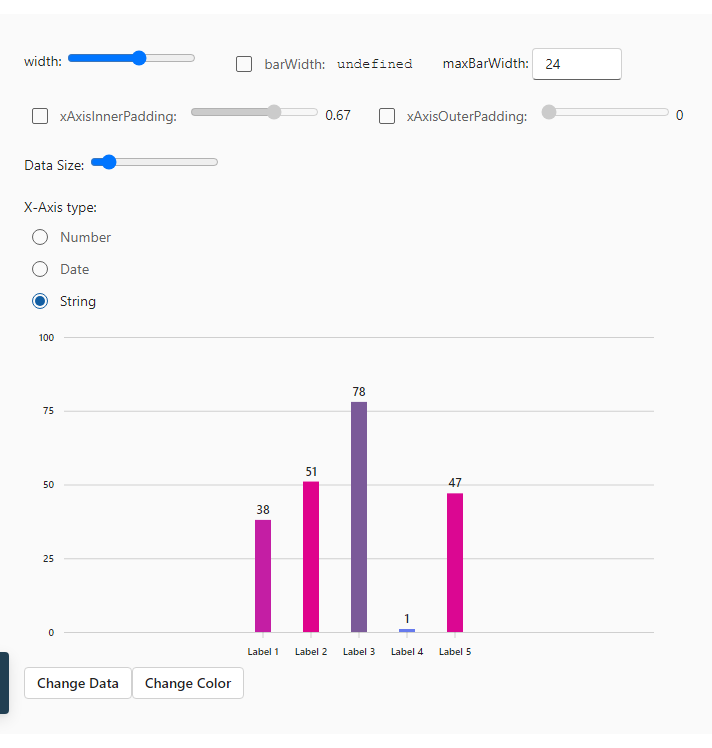 width: barWidth: undefined maxBarWidth: 24
xAxisInnerPadding: 0.67 xAxisOuterPadding: 0
Data Size:
X-Axis type:
Number
Date
String
100
75
50
25
0
78
51
47
38
1
Label 1 Label 2 Label 3 Label 4 Label 5
Change Data Change Color